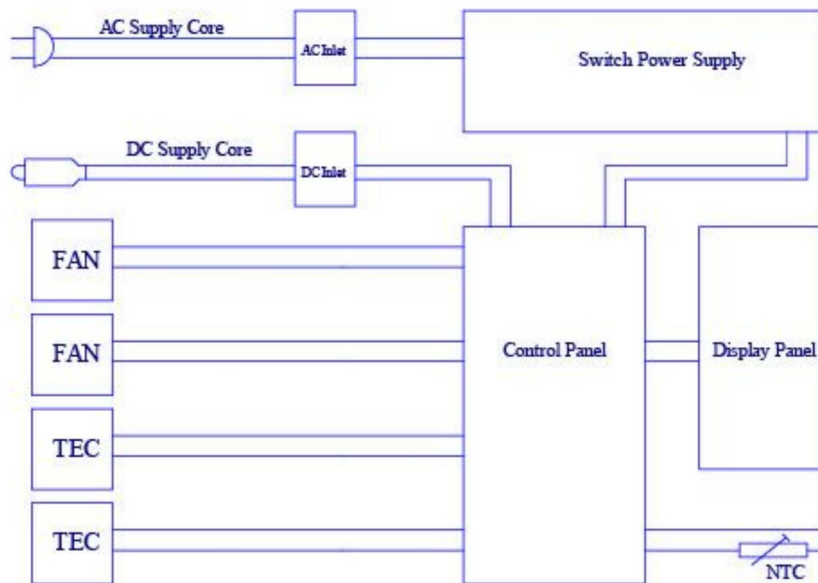 AC Supply Core
AC Inlet
Switch Power Supply
DC Supply Core
DC Inlet
FAN
FAN
Control Panel
Display Panel
TEC
TEC
NTC